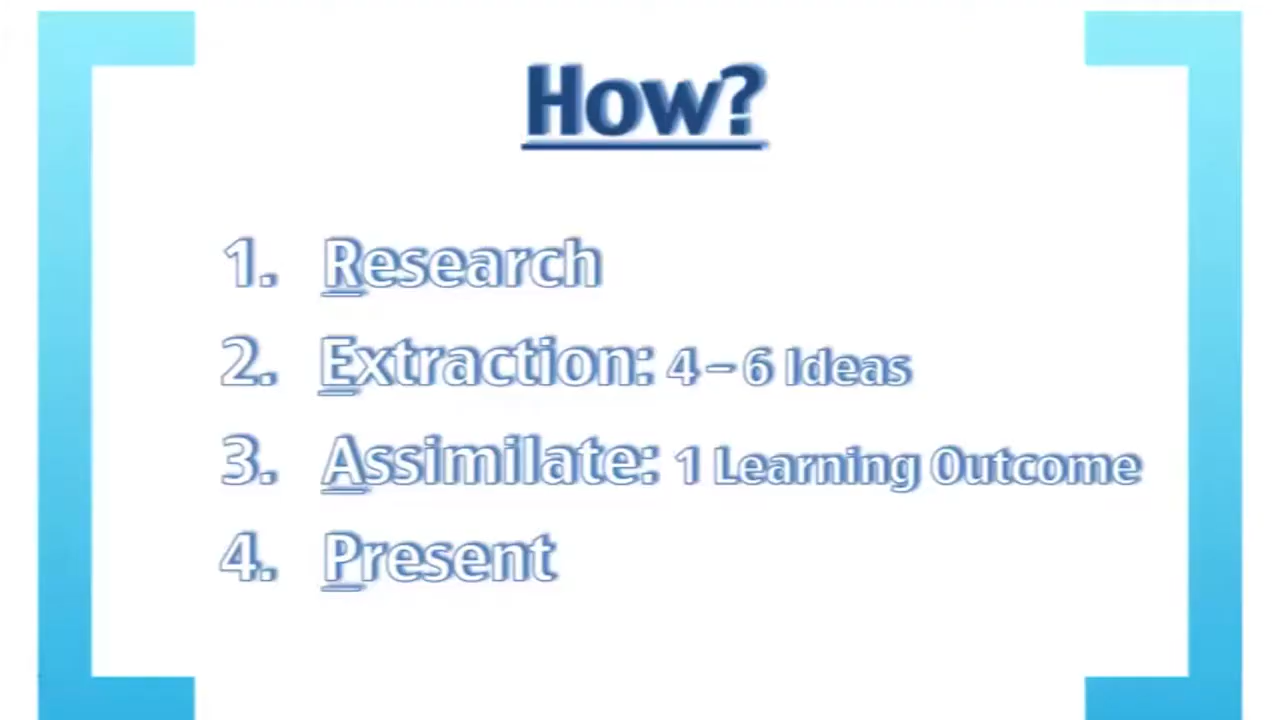 How?
1. Research
2. Extraction: 4 – 6 Ideas
3. Assimilate: 1 Learning Outcome
4. Present